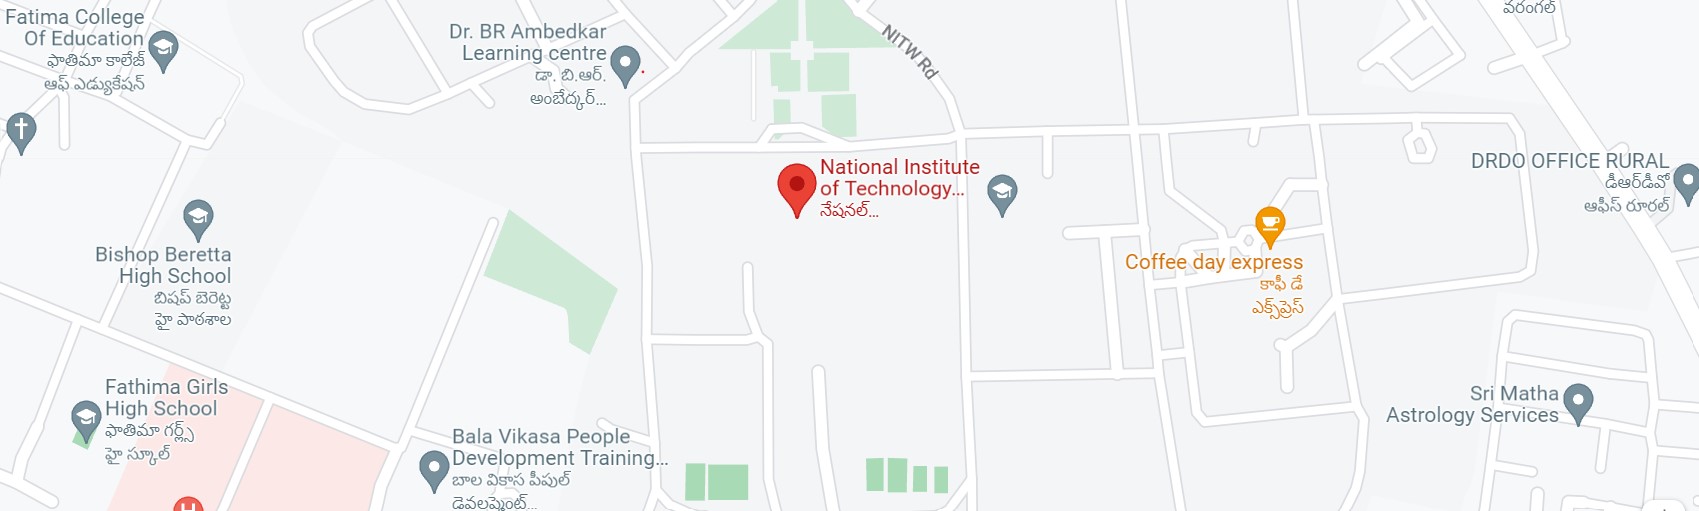 Fatima College
Of Education
ఫాతిమా కాలేజ్
ఆఫ్ ఎడ్యుకేషన్
Dr. BR Ambedkar
Learning centre
డా. బి.ఆర్.
అంబేద్కర్...
NITW Rd
వరంగల్
National Institute
of Technology...
నేషనల్...
DRDO OFFICE RURAL
డీఆర్‌డీవో
ఆఫీస్ రూరల్
Bishop Beretta
High School
బిషప్ బెరెట్ట
హై పాఠశాల
Coffee day express
కాఫీ డే
ఎక్స్‌ప్రెస్
Fathima Girls
High School
ఫాతిమా గర్ల్స్
హై స్కూల్
Sri Matha
Astrology Services
Bala Vikasa People
Development Training...
బాల వికాస పీపుల్
డెవలప్మెంట్...
H